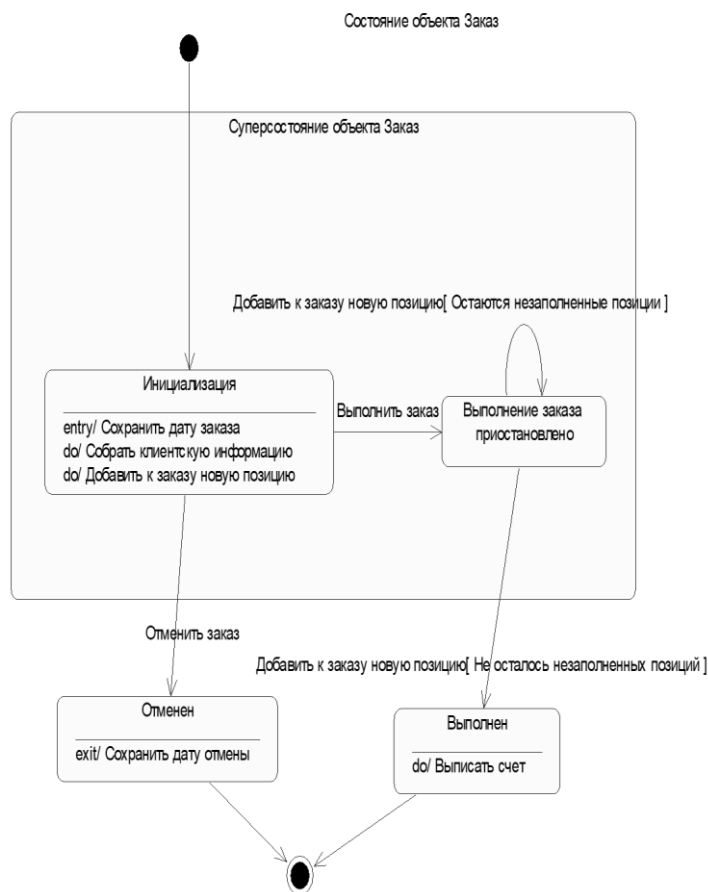 Состояние объекта Заказ
Суперсостояние объекта Заказ
Добавить к заказу новую позицию[ Остаются незаполненные позиции ]
Инициализация
entry/ Сохранить дату заказа
do/ Собрать клиентскую информацию
do/ Добавить к заказу новую позицию
Выполнить заказ
Выполнение заказа
приостановлено
Отменить заказ
Добавить к заказу новую позицию[ Не осталось незаполненных позиций ]
Отменен
exit/ Сохранить дату отмены
Выполнен
do/ Выписать счет